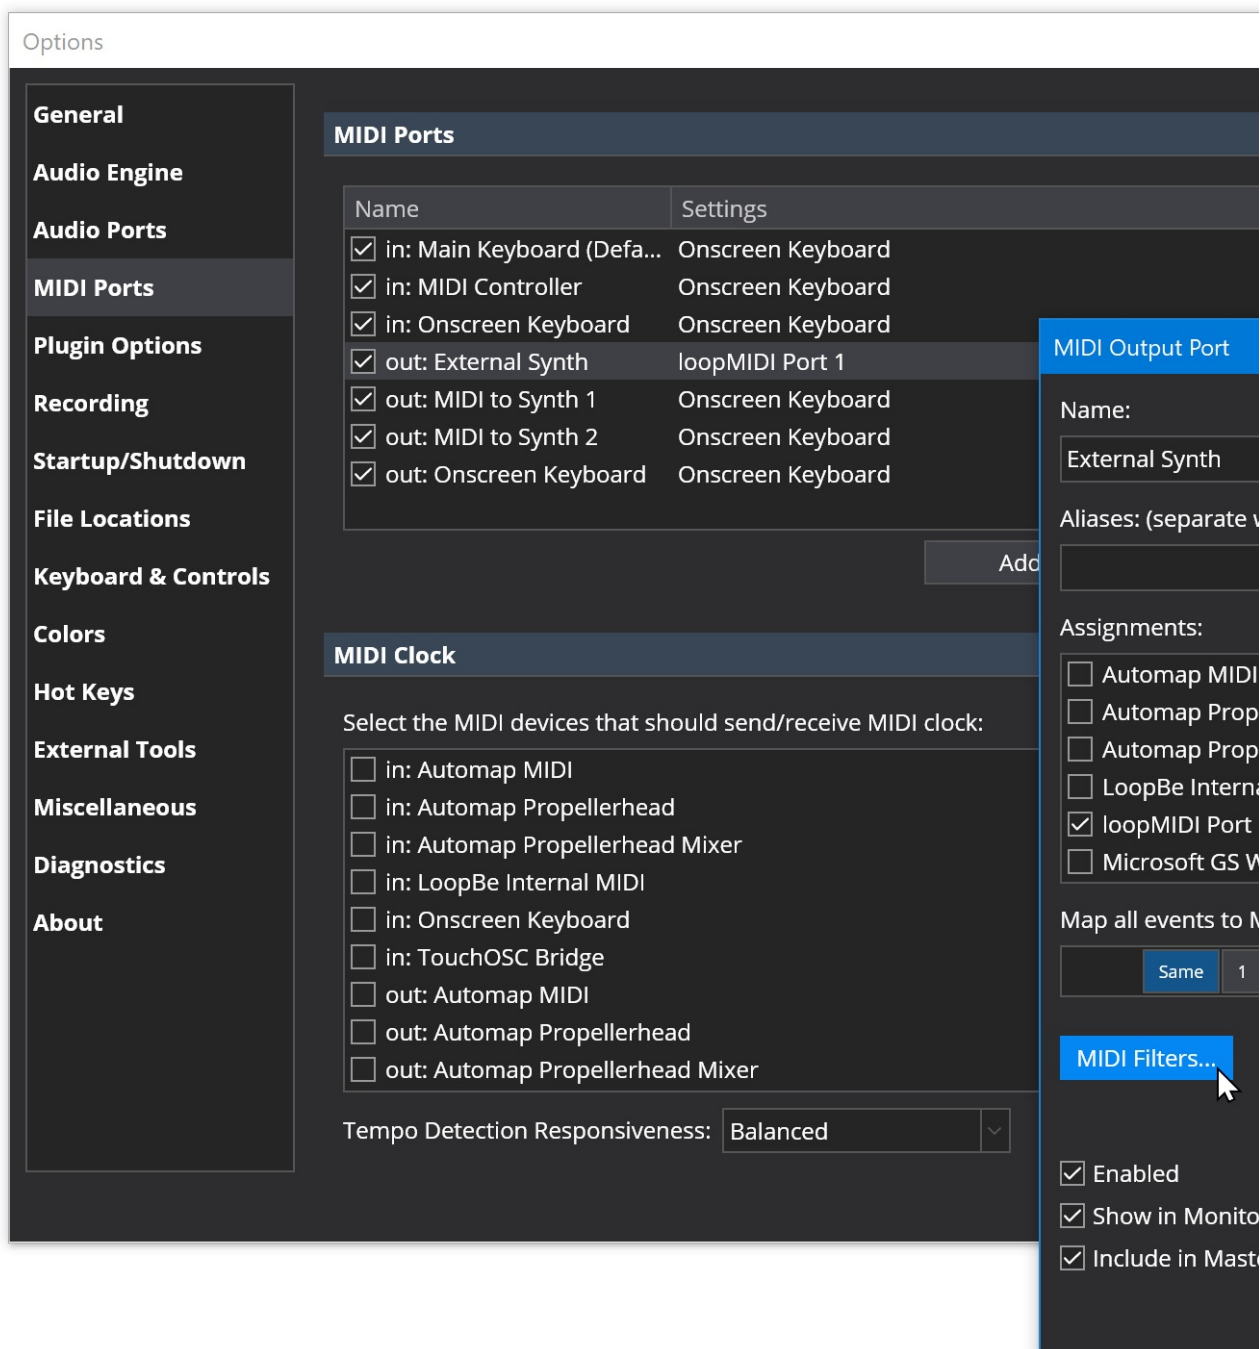 Options
General
Audio Engine
Audio Ports
MIDI Ports
Plugin Options
Recording
Startup/Shutdown
File Locations
Keyboard & Controls
Colors
Hot Keys
External Tools
Miscellaneous
Diagnostics
About
MIDI Ports
Name Settings
in: Main Keyboard (Defa... Onscreen Keyboard
in: MIDI Controller Onscreen Keyboard
in: Onscreen Keyboard Onscreen Keyboard
out: External Synth loopMIDI Port 1
out: MIDI to Synth 1 Onscreen Keyboard
out: MIDI to Synth 2 Onscreen Keyboard
out: Onscreen Keyboard Onscreen Keyboard
Add
MIDI Clock
Select the MIDI devices that should send/receive MIDI clock:
in: Automap MIDI
in: Automap Propellerhead
in: Automap Propellerhead Mixer
in: LoopBe Internal MIDI
in: Onscreen Keyboard
in: TouchOSC Bridge
out: Automap MIDI
out: Automap Propellerhead
out: Automap Propellerhead Mixer
Tempo Detection Responsiveness: Balanced
MIDI Output Port
Name:
External Synth
Aliases: (separate
Assignments:
Automap MIDI
Automap Prop
Automap Prop
LoopBe Interna
loopMIDI Port
Microsoft GS
Map all events to
Same 1
MIDI Filters...
Enabled
Show in Monito
Include in Maste